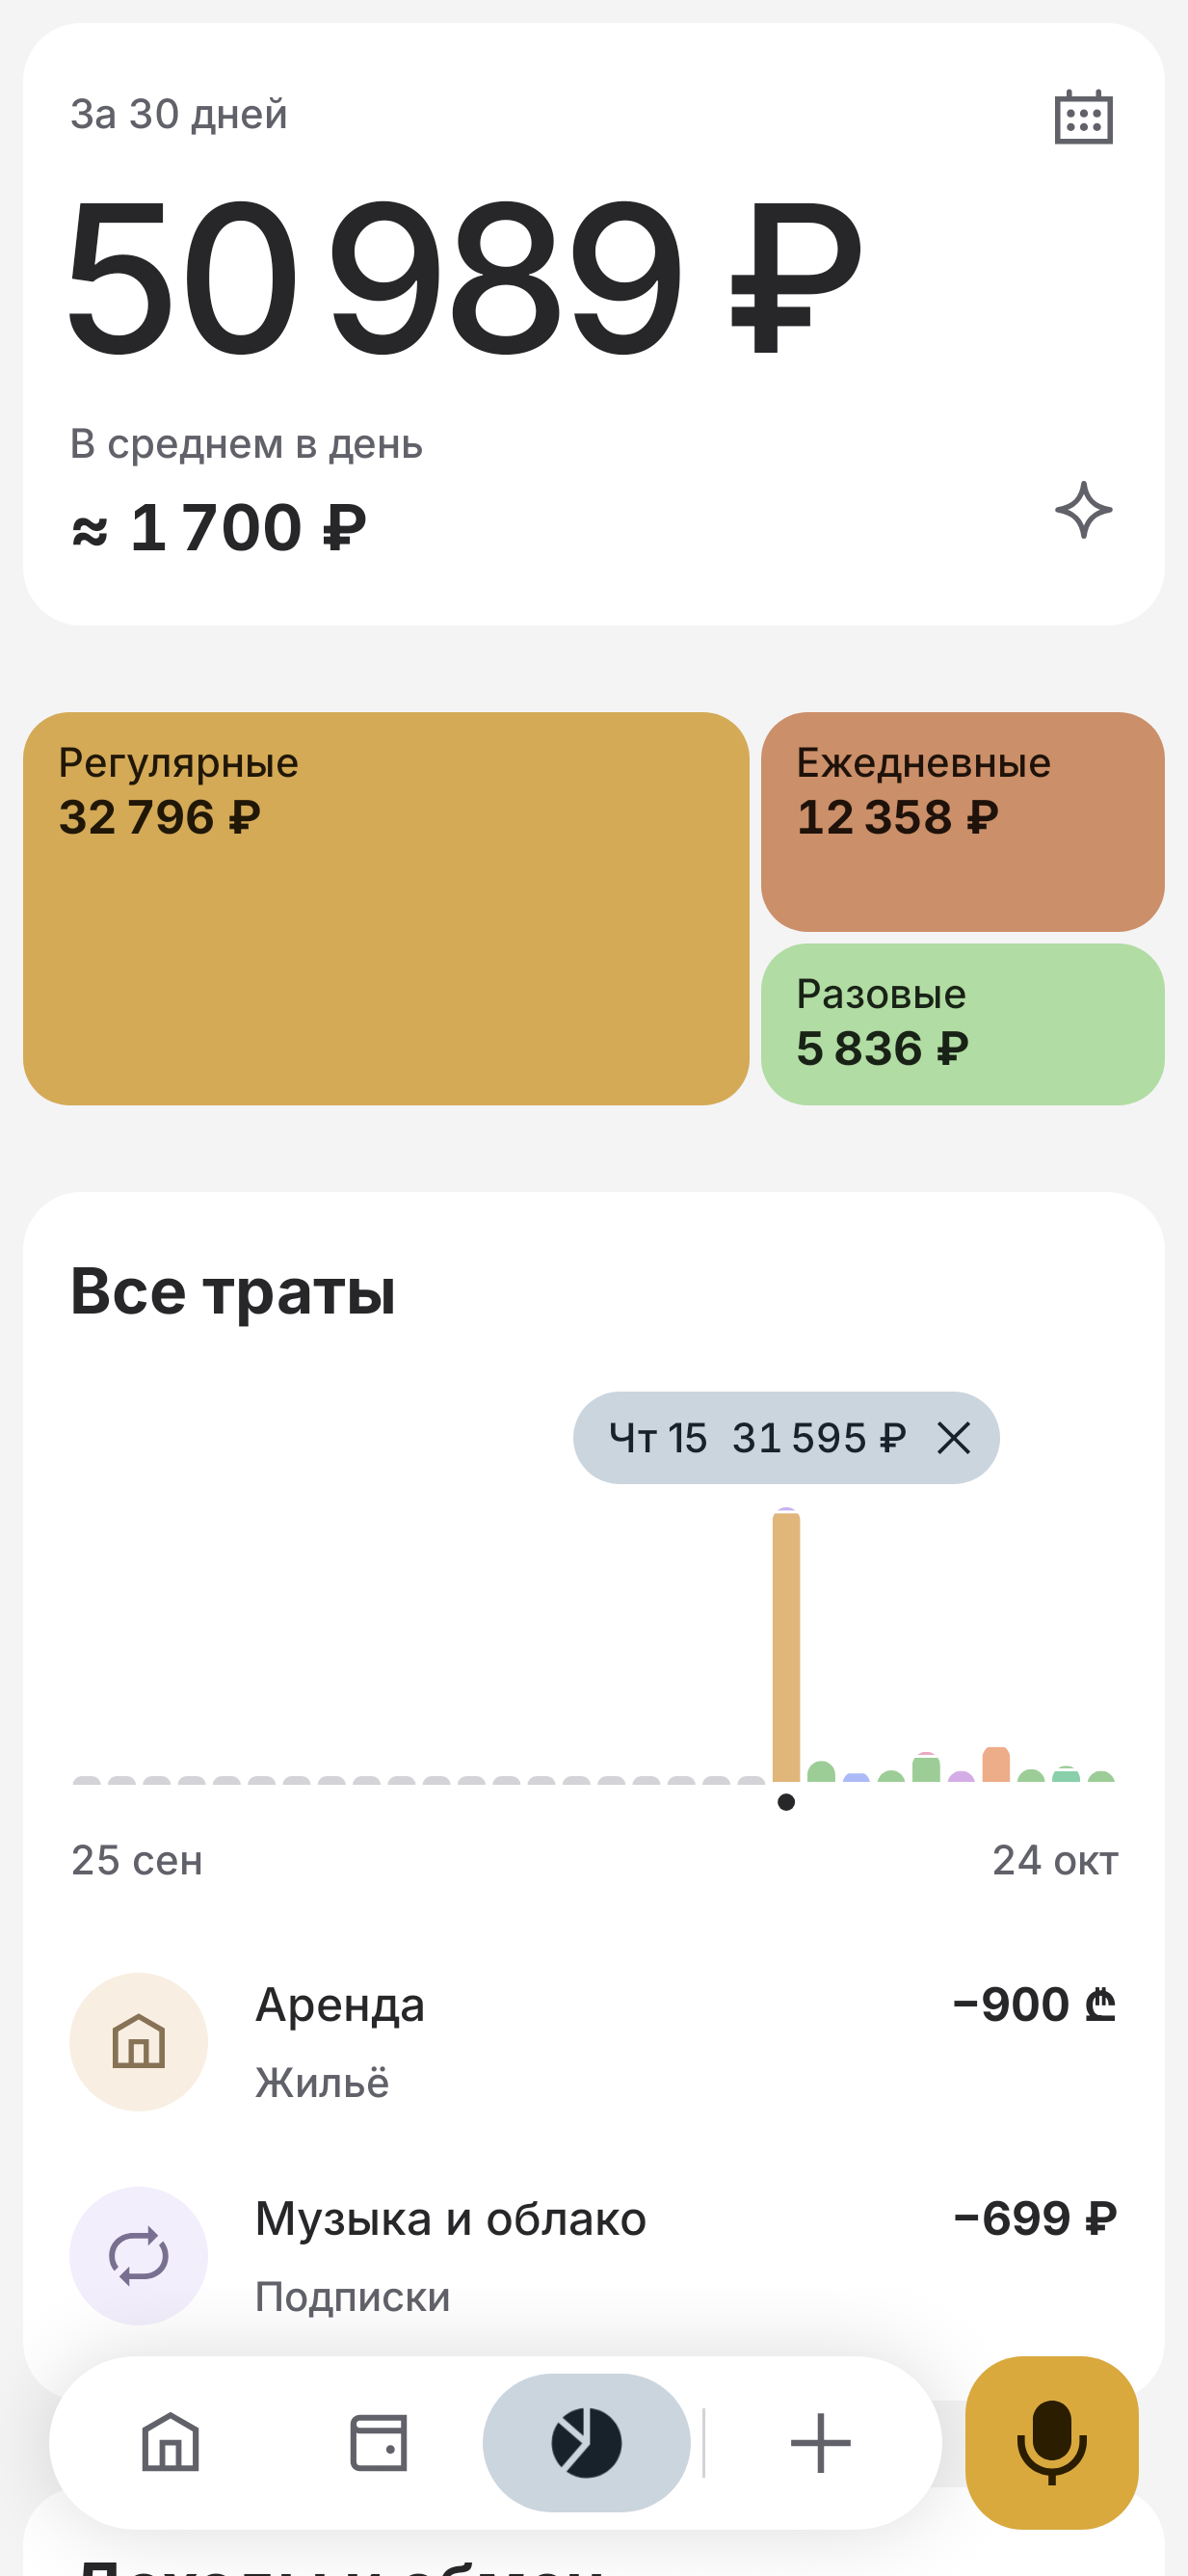 За 30 дней
50 989 ₽
В среднем в день
≈ 1 700 ₽
Регулярные
32 796 ₽
Ежедневные
12 358 ₽
Разовые
5 836 ₽
Все траты
Чт 15 31 595 ₽
25 сен
24 окт
Аренда
−900 ₾
Жильё
Музыка и облако
−699 ₽
Подписки